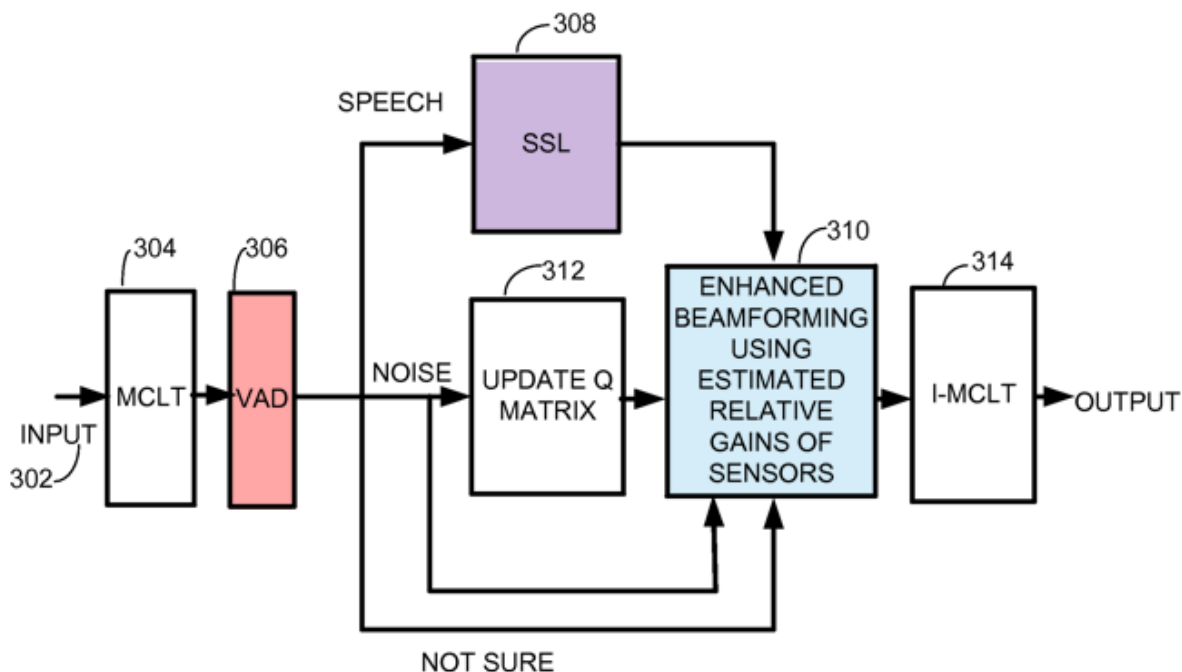 308
SPEECH
SSL
304
306
312
310
314
MCLT
VAD
NOISE
UPDATE Q
MATRIX
ENHANCED
BEAMFORMING
USING
ESTIMATED
RELATIVE
GAINS OF
SENSORS
I-MCLT
OUTPUT
INPUT
302
NOT SURE